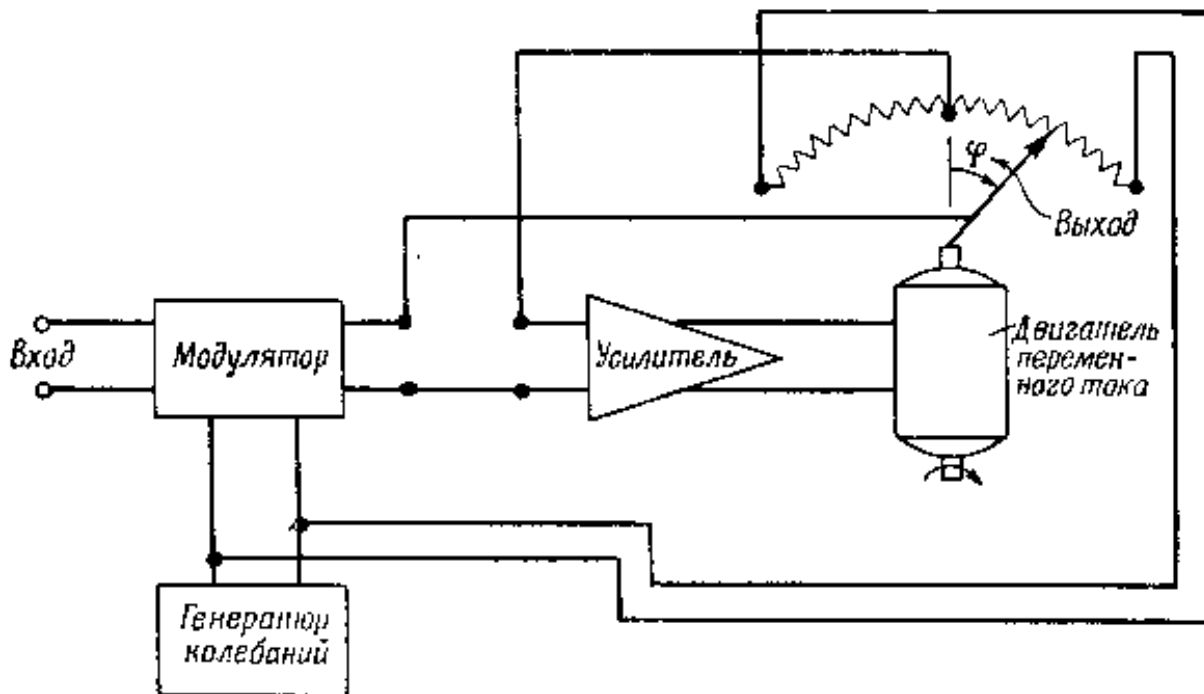 φ
Выход
Вход
Модулятор
Усилитель
Двигатель
перемен-
ного тока
Генератор
колебаний